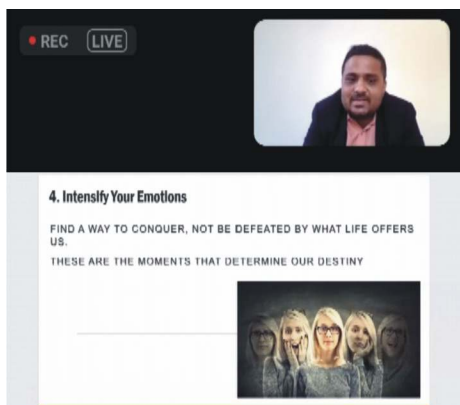 REC LIVE
4. Intensify Your Emotions
FIND A WAY TO CONQUER, NOT BE DEFEATED BY WHAT LIFE OFFERS
US.
THESE ARE THE MOMENTS THAT DETERMINE OUR DESTINY